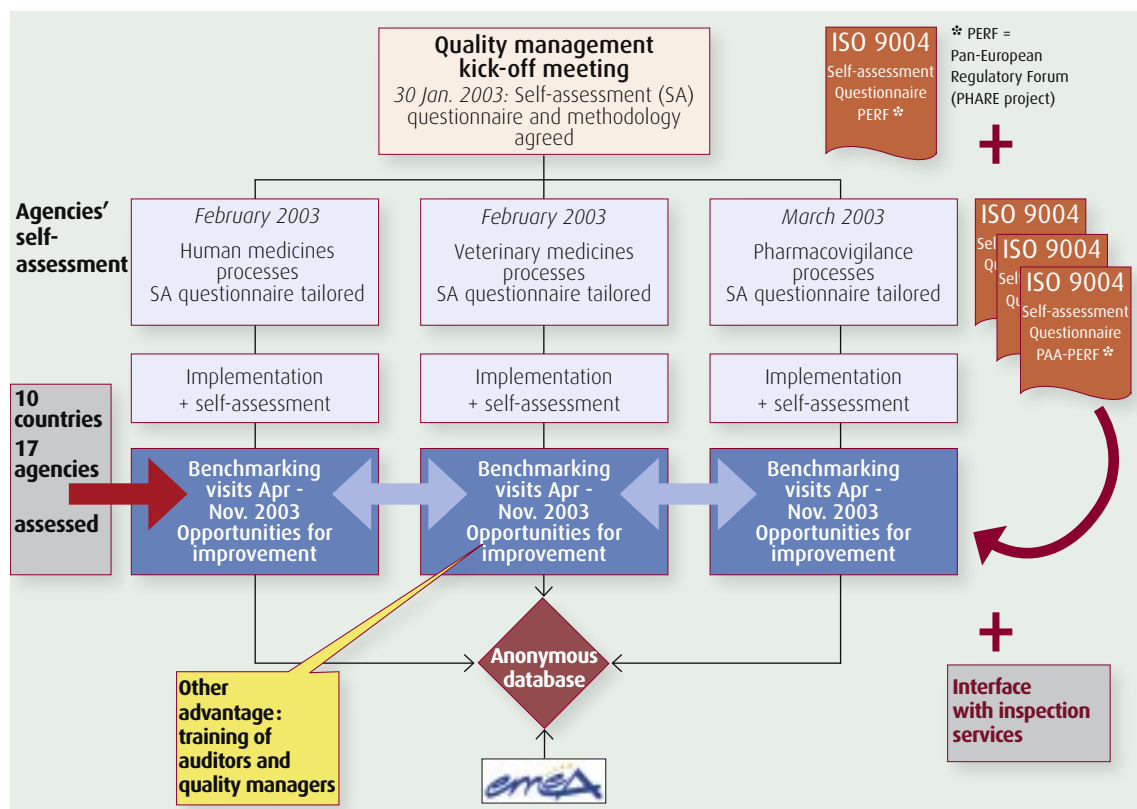 Quality management
kick-off meeting
30 Jan. 2003: Self-assessment (SA)
questionnaire and methodology
agreed
ISO 9004
Self-assessment
Questionnaire
PERF *
* PERF =
Pan-European
Regulatory Forum
(PHARE project)
+
Agencies'
self-
assessment
February 2003
Human medicines
processes
SA questionnaire tailored
February 2003
Veterinary medicines
processes
SA questionnaire tailored
March 2003
Pharmacovigilance
processes
SA questionnaire tailored
ISO 9004
Self
Qu
ISO 9004
Self
Qu
ISO 9004
Self-assessment
Questionnaire
PAA-PERF *
Implementation
+ self-assessment
Implementation
+ self-assessment
Implementation
+ self-assessment
10
countries
17
agencies
assessed
Benchmarking
visits Apr -
Nov. 2003
Opportunities for
improvement
Benchmarking
visits Apr -
Nov. 2003
Opportunities for
improvement
Benchmarking
visits Apr -
Nov. 2003
Opportunities for
improvement
+
Anonymous
database
Other
advantage:
training of
auditors and
quality managers
Interface
with inspection
services
emeA